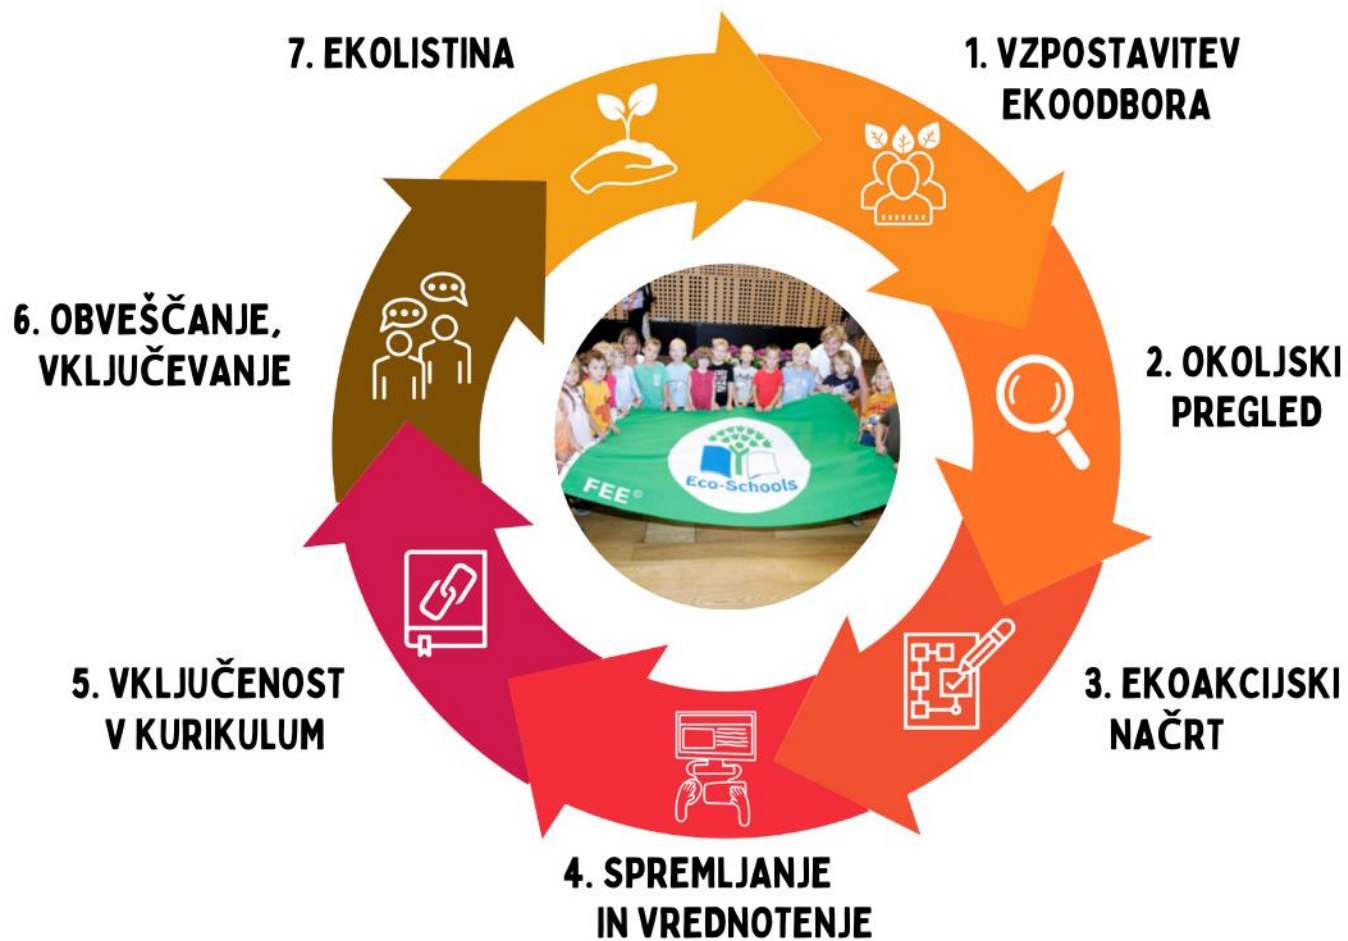 1. VZPOSTAVITEV
EKOODBORA
2. OKOLJSKI
PREGLED
3. EKOAKCIJSKI
NAČRT
4. SPREMLJANJE
IN VREDNOTENJE
5. VKLJUČENOST
V KURIKULUM
6. OBVEŠČANJE,
VKLJUČEVANJE
7. EKOLISTINA
Eco-Schools
FEE©